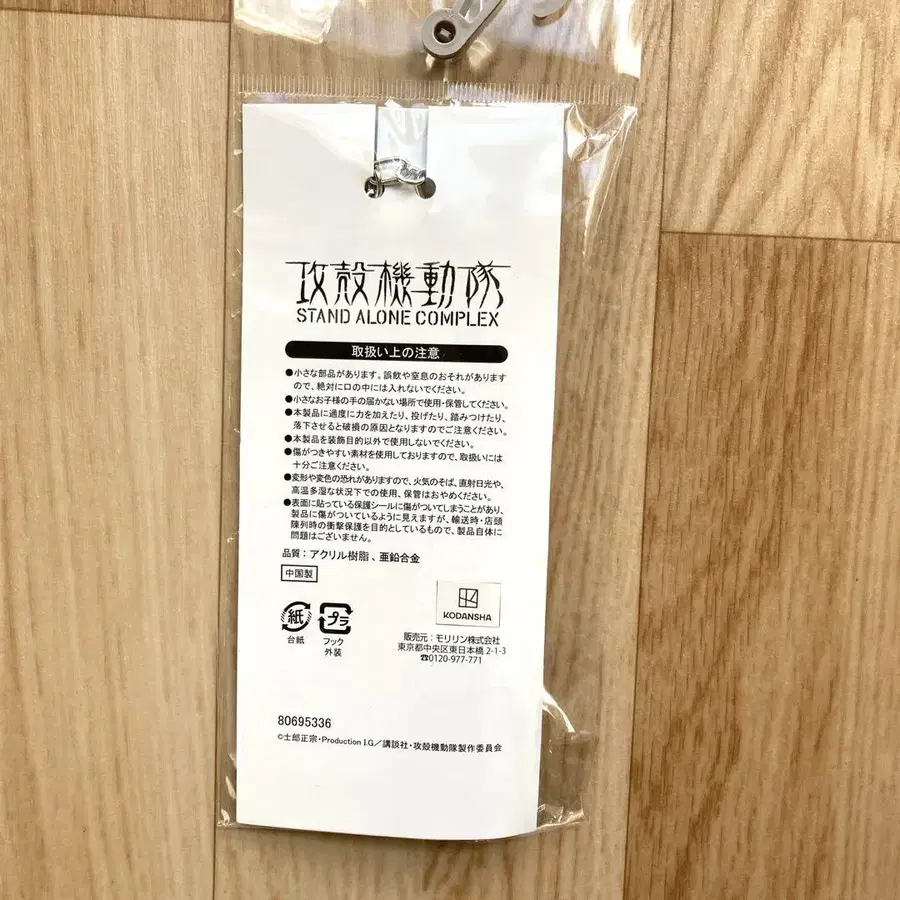 攻殻機動隊
STAND ALONE COMPLEX
取扱い上の注意
●小さな部品があります。誤飲や窒息のおそれがあります
ので、絶対に口の中には入れないでください。
●小さなお子様の手の届かない場所で使用・保管してください。
●本製品に過度に力を加えたり、投げたり、踏みつけたり、
落下させると破損の原因となりますのでご注意ください。
●本製品を装飾目的以外で使用しないでください。
●傷がつきやすい素材を使用しておりますので、取扱いには
十分ご注意ください。
●変形や変色の恐れがありますので、火気のそば、直射日光や、
高温多湿な状況下での使用、保管はおやめください。
●表面に貼っている保護シールに傷がついてしまうことがあり、
製品に傷がついているように見えますが、輸送時・店頭
陳列時の衝撃保護を目的としているもので、製品自体に
問題はございません。
品質：アクリル樹脂、亜鉛合金
中国製
紙
台紙
プラ
フック
外装
KODANSHA
販売元：モリリン株式会社
東京都中央区東日本橋 2-1-3
☎0120-977-771
80695336
©士郎正宗・Production I.G／講談社・攻殻機動隊製作委員会